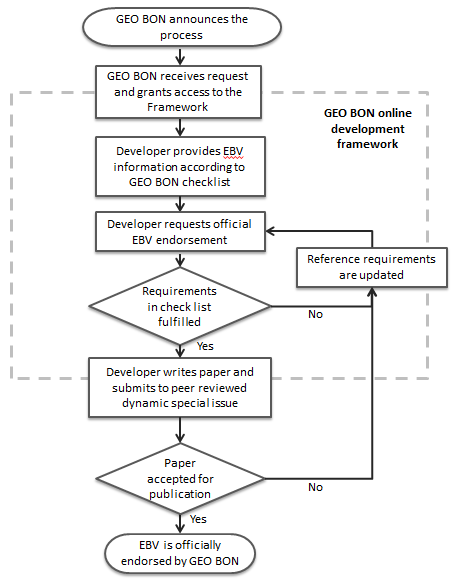 GEO BON announces the
process
GEO BON receives request
and grants access to the
Framework
GEO BON online
development
framework
Developer provides EBV
information according to
GEO BON checklist
Developer requests official
EBV endorsement
Reference requirements
are updated
Requirements
in check list
fulfilled
No
Yes
Developer writes paper and
submits to peer reviewed
dynamic special issue
Paper
accepted for
publication
No
Yes
EBV is officially
endorsed by GEO BON